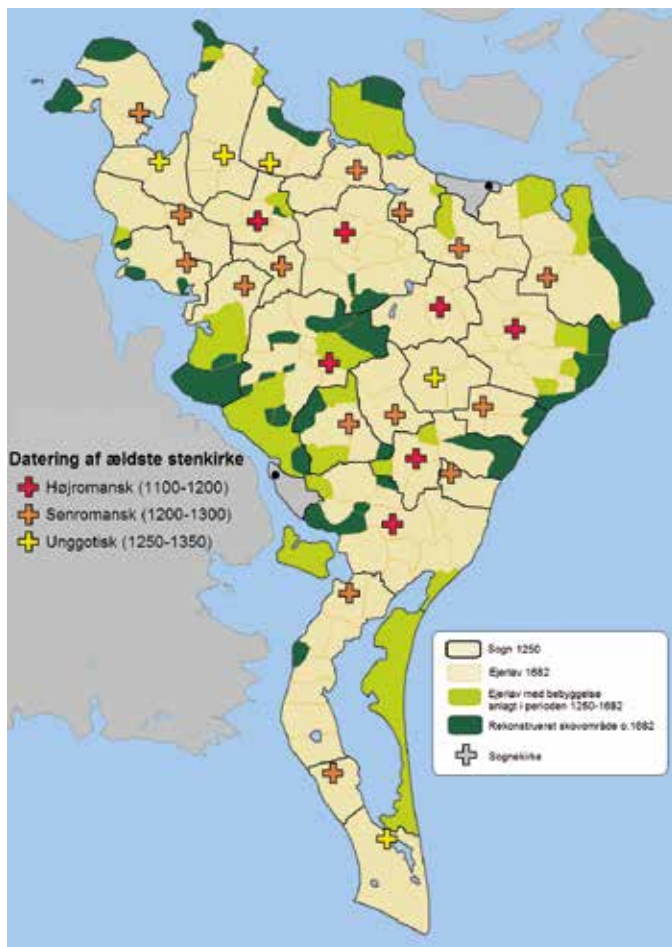 Datering af ældste stenkirke
Højromansk (1100-1200)
Senromansk (1200-1300)
Unggotisk (1250-1350)
Sogn 1250
Ejerlav 1682
Ejerlav med bebyggelse
anlagt i perioden 1250-1682
Rekonstrueret skovområde c.1682
Sognekirke